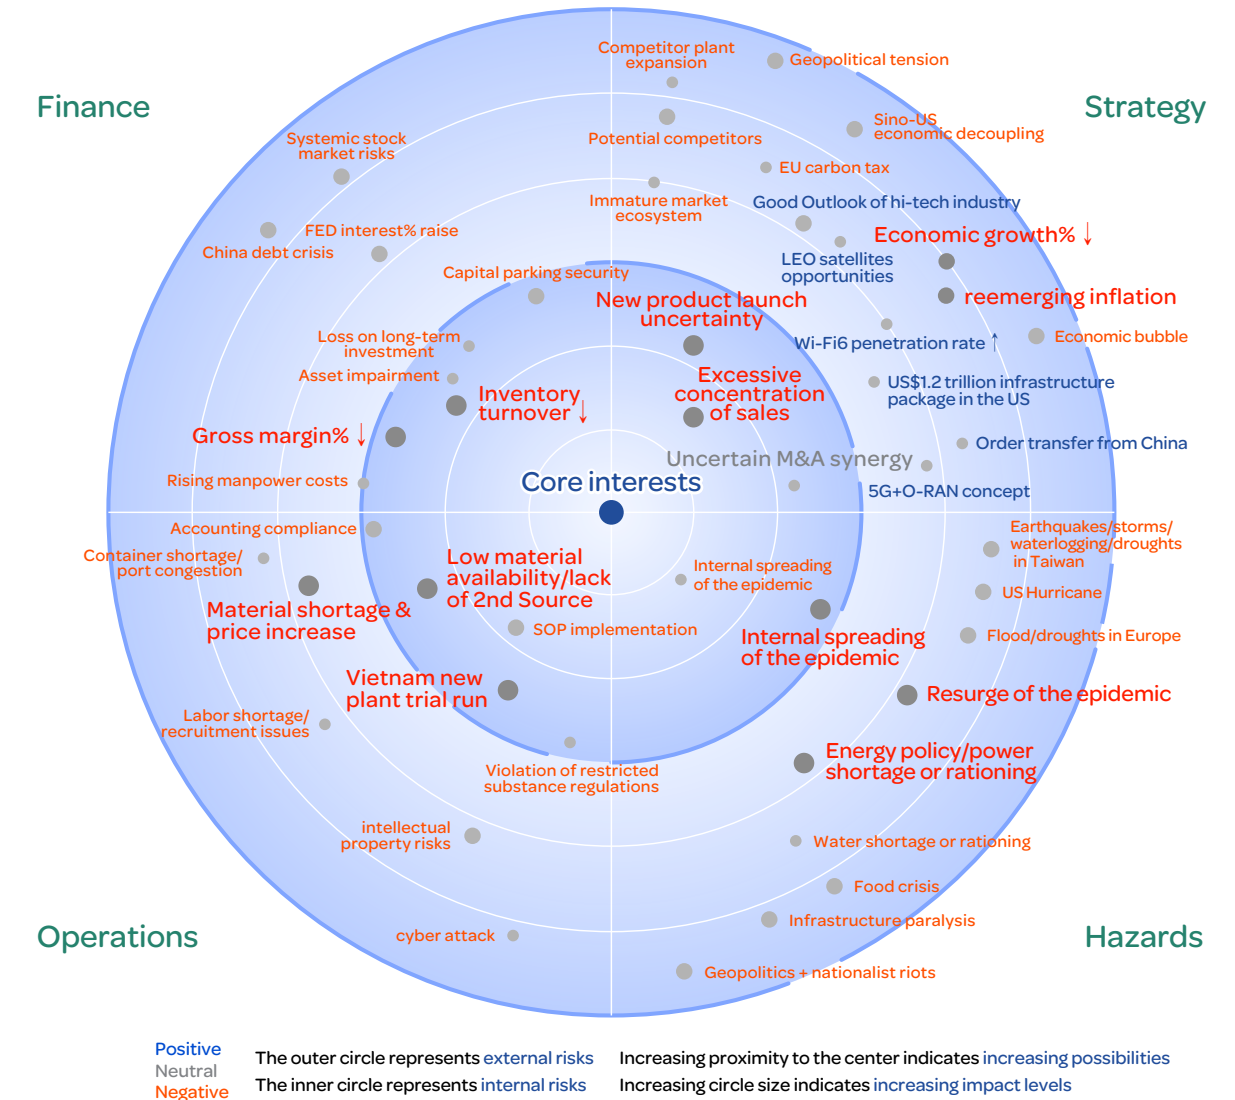 Finance
Strategy
Competitor plant
expansion
Geopolitical tension
Potential competitors
Sino-US
economic decoupling
EU carbon tax
Systemic stock
market risks
Immature market
ecosystem
Good Outlook of hi-tech industry
Economic growth% ↓
FED interest% raise
China debt crisis
LEO satellites
opportunities
Capital parking security
New product launch
uncertainty
reemerging inflation
Loss on long-term
investment
Wi-Fi6 penetration rate ↑
Economic bubble
Asset impairment
Inventory
turnover ↓
Excessive
concentration
of sales
US$1.2 trillion infrastructure
package in the US
Gross margin% ↓
Order transfer from China
Uncertain M&A synergy
Rising manpower costs
Core interests
5G+O-RAN concept
Accounting compliance
Container shortage/
port congestion
Low material
availability/lack
of 2nd Source
Internal spreading
of the epidemic
Earthquakes/storms/
waterlogging/droughts
in Taiwan
US Hurricane
Material shortage &
price increase
SOP implementation
Internal spreading
of the epidemic
Flood/droughts in Europe
Vietnam new
plant trial run
Resurge of the epidemic
Labor shortage/
recruitment issues
Energy policy/power
shortage or rationing
Violation of restricted
substance regulations
intellectual
property risks
Water shortage or rationing
Food crisis
Infrastructure paralysis
cyber attack
Geopolitics + nationalist riots
Operations
Hazards
Positive
Neutral
Negative
The outer circle represents external risks
The inner circle represents internal risks
Increasing proximity to the center indicates increasing possibilities
Increasing circle size indicates increasing impact levels